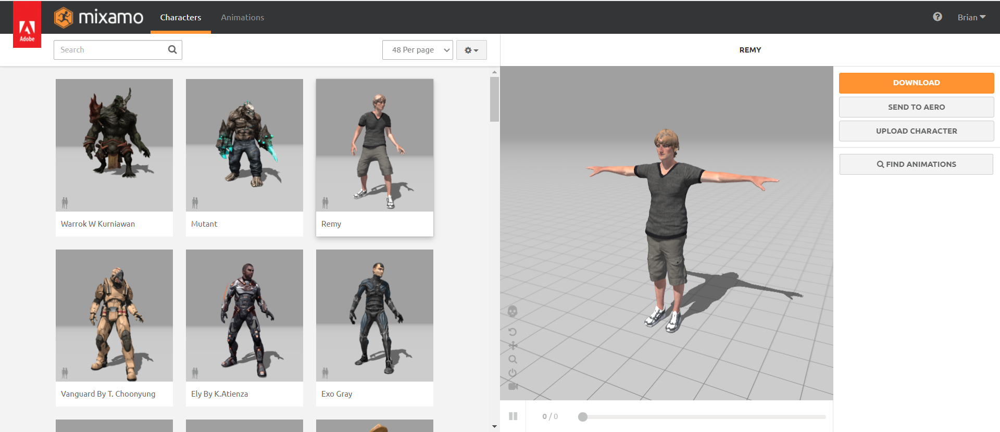 Adobe
mixamo
Characters
Animations
Brian
Search
48 Per page
REMY
Warrok W Kurniawan
Mutant
Remy
Vanguard By T. Choonyung
Ely By K.Atienza
Exo Gray
DOWNLOAD
SEND TO AERO
UPLOAD CHARACTER
FIND ANIMATIONS
0 / 0